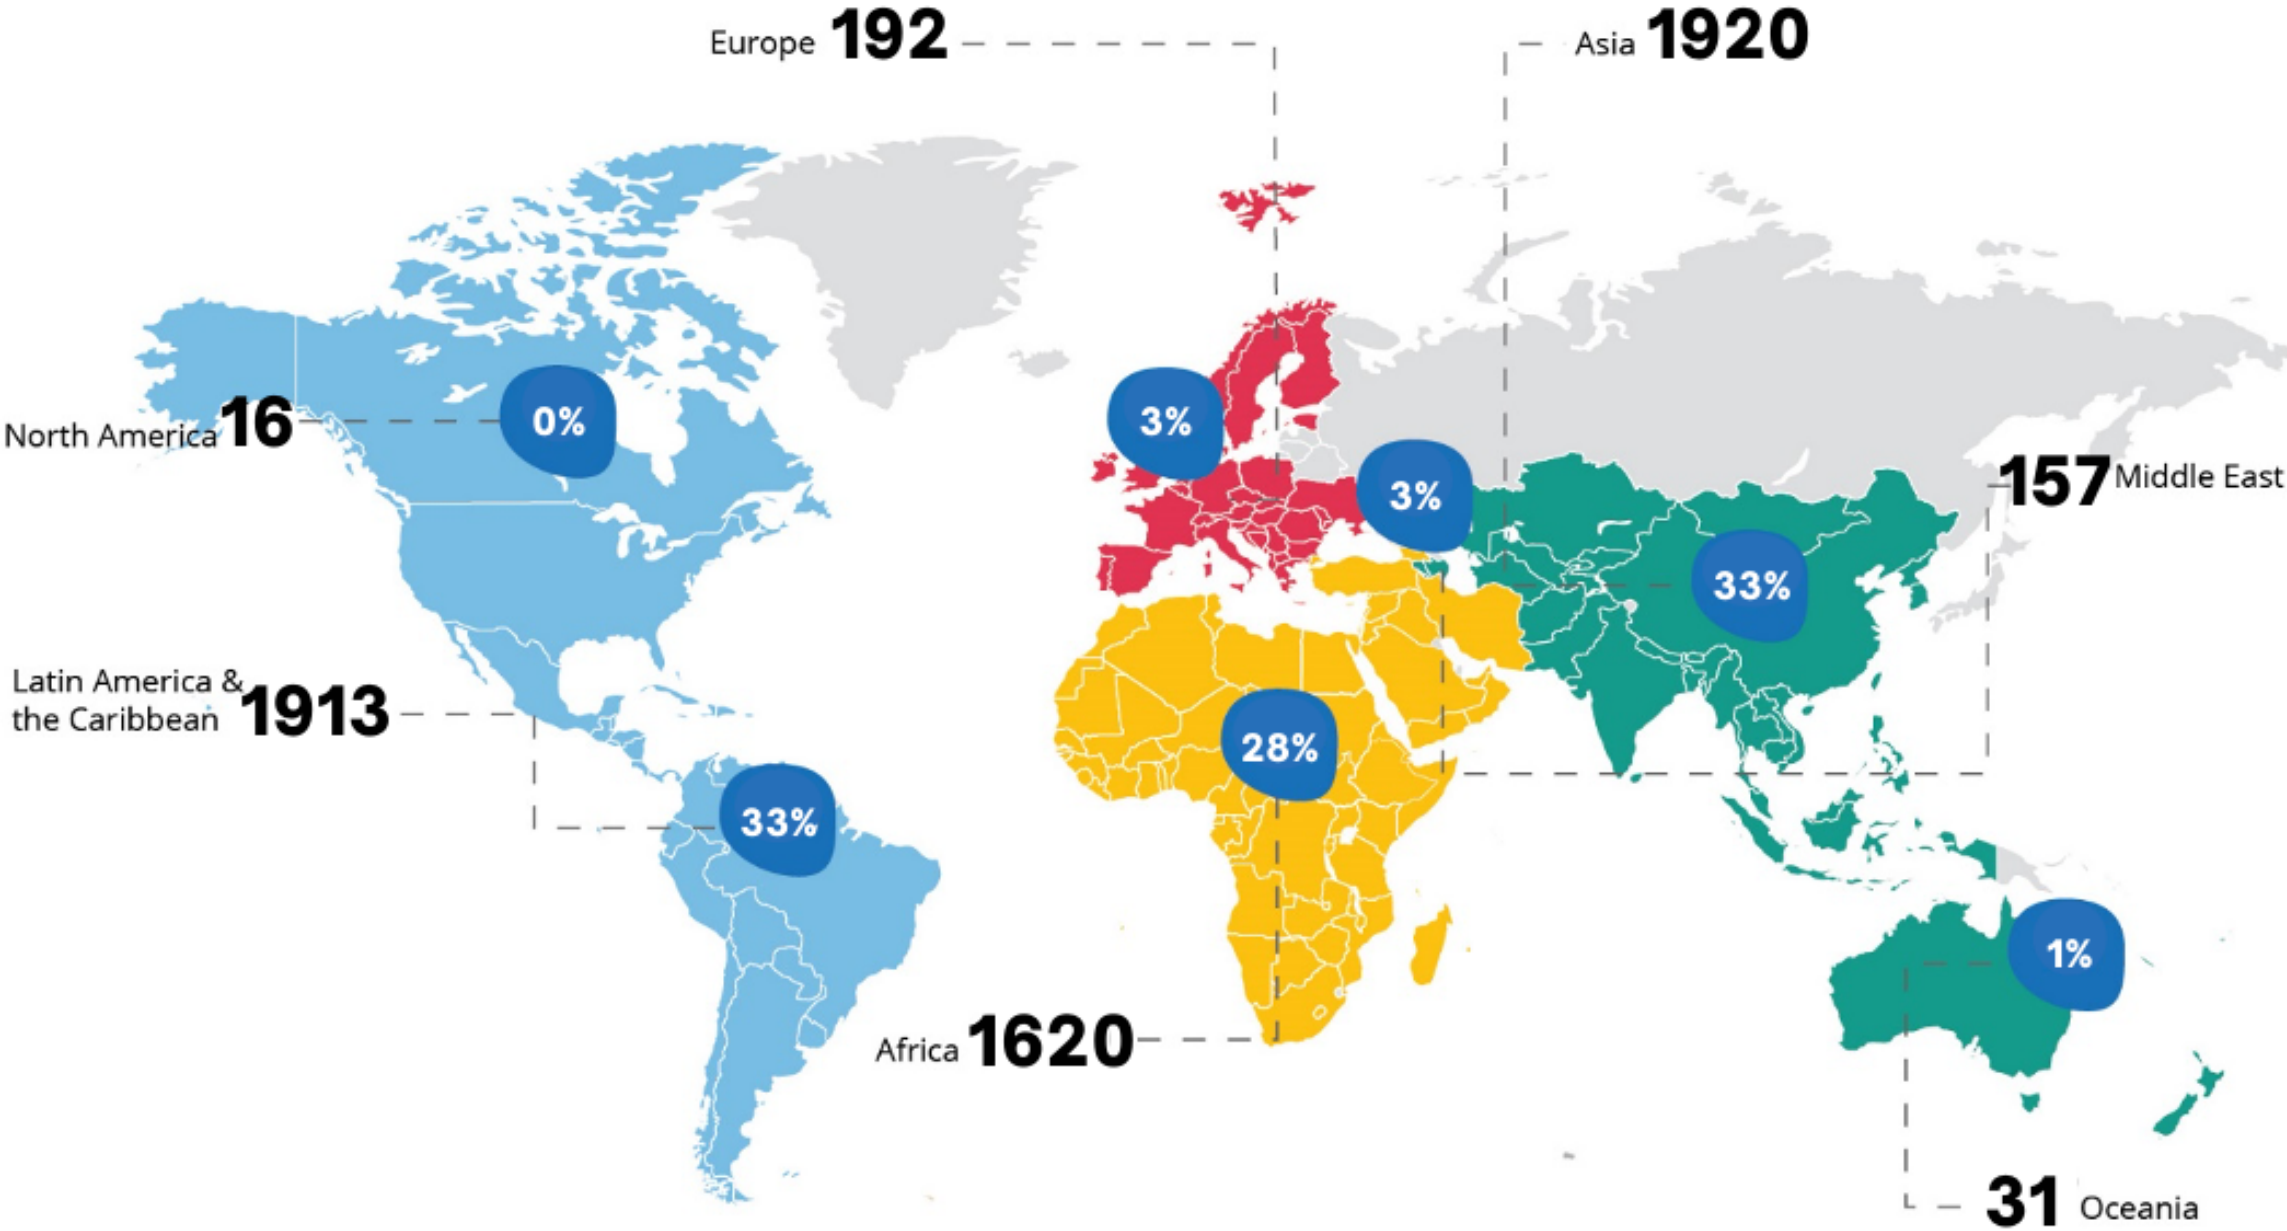 Europe 192
Asia 1920
North America 16
0%
3%
3%
157 Middle East
33%
Latin America &
the Caribbean 1913
28%
33%
1%
Africa 1620
31 Oceania